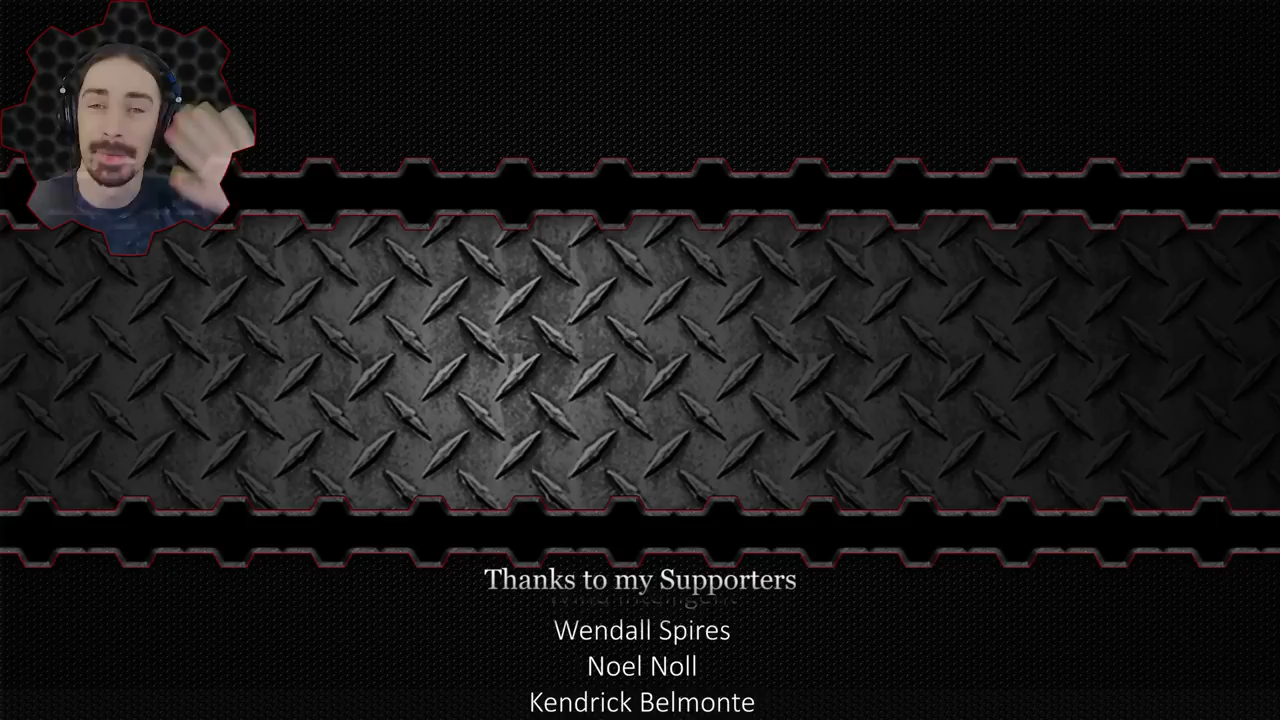 Thanks to my Supporters
Wendall Spires
Noel Noll
Kendrick Belmonte